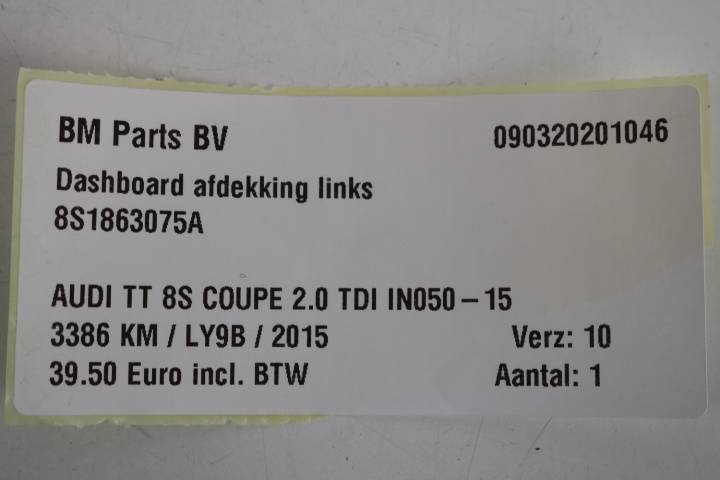 BM Parts BV 090320201046
Dashboard afdekking links
8S1863075A
AUDI TT 8S COUPE 2.0 TDI IN050-15
3386 KM / LY9B / 2015 Verz: 10
39.50 Euro incl. BTW Aantal: 1